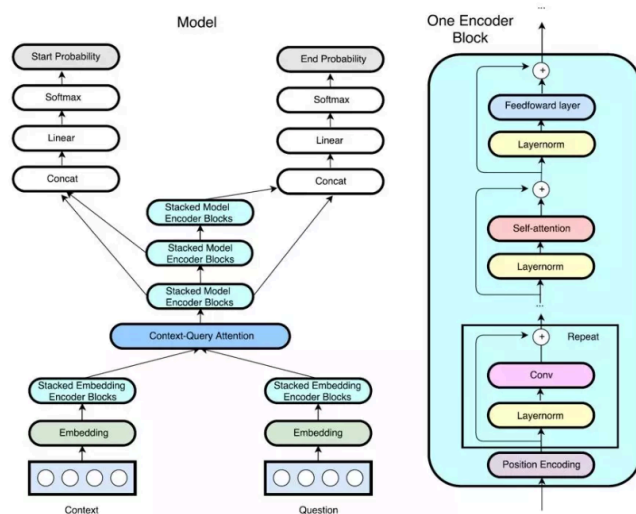 Model
Start Probability
Softmax
Linear
Concat
End Probability
Softmax
Linear
Concat
Stacked Model
Encoder Blocks
Stacked Model
Encoder Blocks
Stacked Model
Encoder Blocks
Context-Query Attention
Stacked Embedding
Encoder Blocks
Stacked Embedding
Encoder Blocks
Embedding
Embedding
Context
Question
One Encoder
Block
...
+
Feedfoward layer
Layernorm
+
Self-attention
Layernorm
...
...
+
Repeat
Conv
Layernorm
Position Encoding